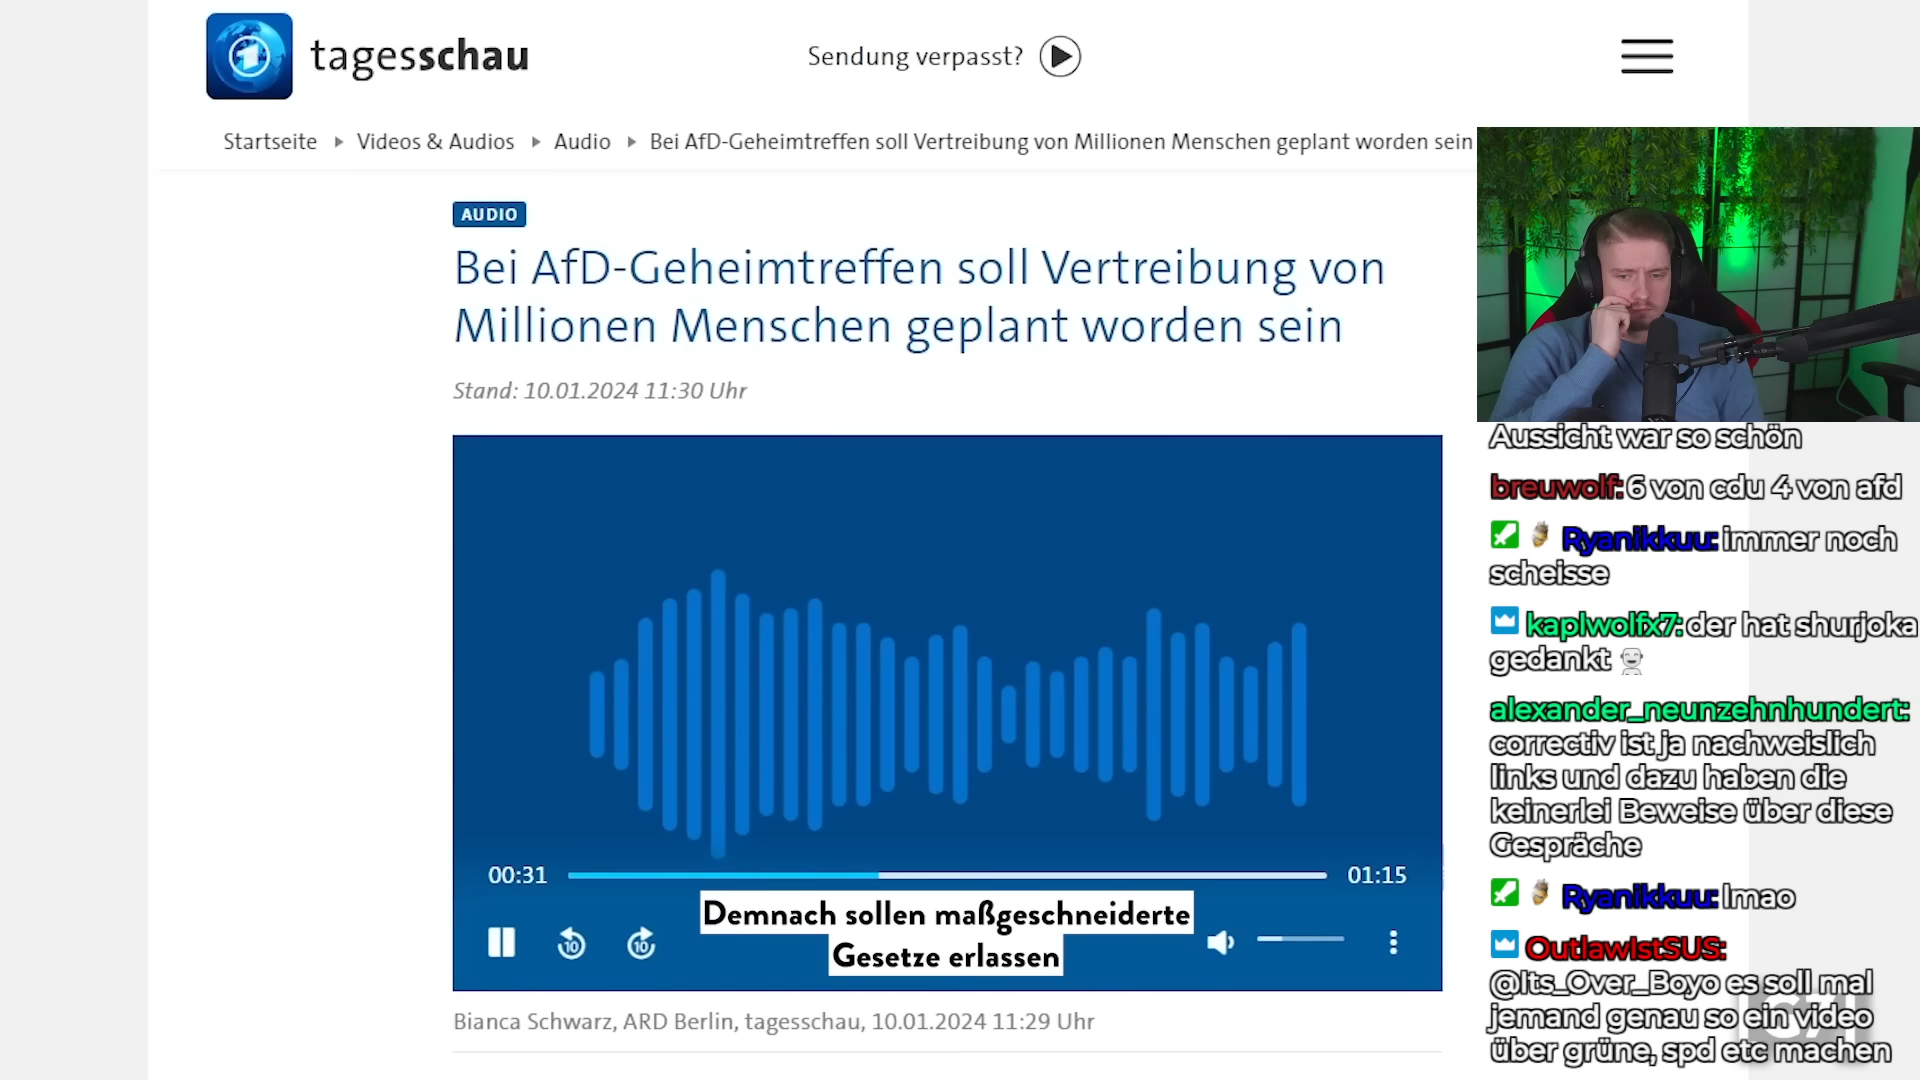 tagesschau
Sendung verpasst?
Startseite
Videos & Audios
Audio
Bei AfD-Geheimtreffen soll Vertreibung von Millionen Menschen geplant worden sein
AUDIO
Bei AfD-Geheimtreffen soll Vertreibung von
Millionen Menschen geplant worden sein
Stand: 10.01.2024 11:30 Uhr
00:31
01:15
10
10
Demnach sollen maßgeschneiderte
Gesetze erlassen
Bianca Schwarz, ARD Berlin, tagesschau, 10.01.2024 11:29 Uhr
Aussicht war so schön
breuwolf: 6 von cdu 4 von afd
Ryanikkuu: immer noch
scheisse
kaplwolfx7: der hat shurjoka
gedankt
alexander_neunzehnhundert:
correctiv ist ja nachweislich
links und dazu haben die
keinerlei Beweise über diese
Gespräche
Ryanikkuu: lmao
OutlawIstSUS:
@Its_Over_Boyo es soll mal
jemand genau so ein video
über grüne, spd etc machen